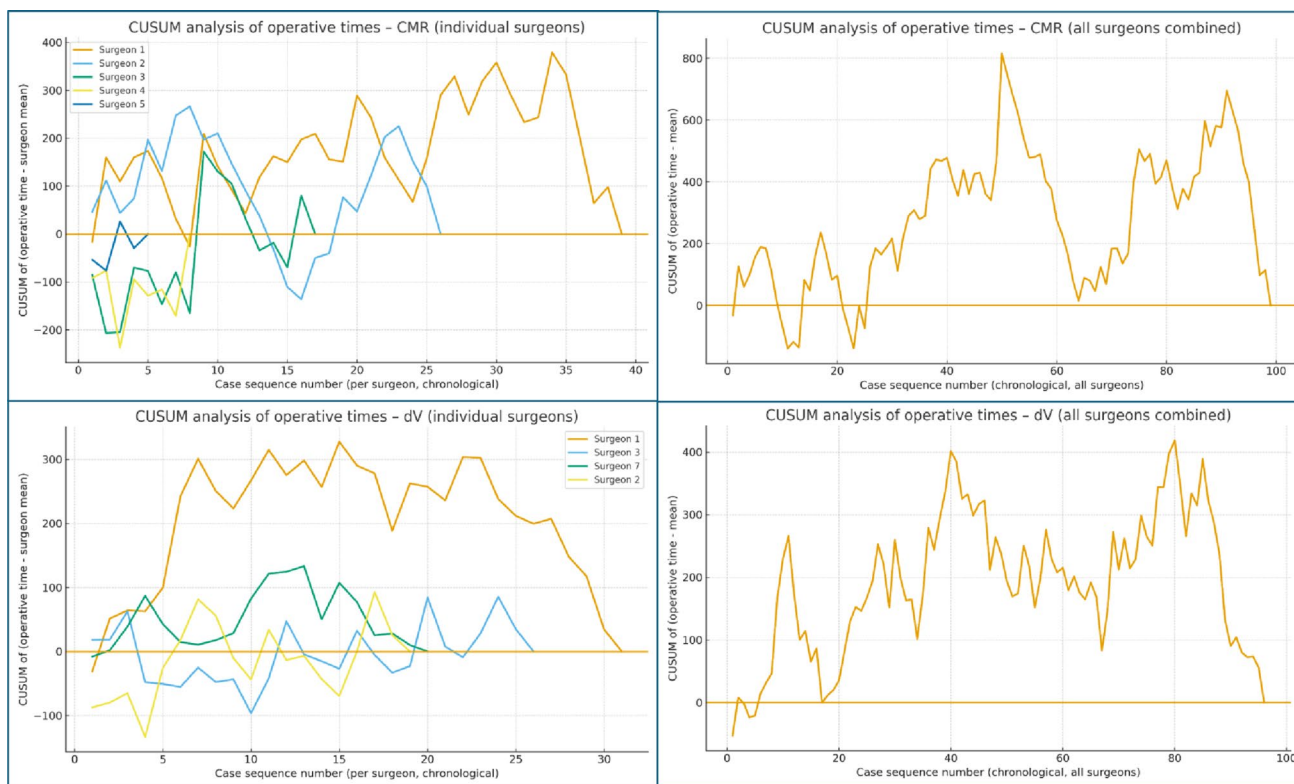 CUSUM analysis of operative times – CMR (individual surgeons)
400
300
200
100
0
−100
−200
CUSUM of (operative time - surgeon mean)
Surgeon 1
Surgeon 2
Surgeon 3
Surgeon 4
Surgeon 5
0 5 10 15 20 25 30 35 40
Case sequence number (per surgeon, chronological)
CUSUM analysis of operative times – CMR (all surgeons combined)
800
600
400
200
0
CUSUM of (operative time - mean)
0 20 40 60 80 100
Case sequence number (chronological, all surgeons)
CUSUM analysis of operative times – dV (individual surgeons)
300
200
100
0
−100
CUSUM of (operative time - surgeon mean)
Surgeon 1
Surgeon 3
Surgeon 7
Surgeon 2
0 5 10 15 20 25 30
Case sequence number (per surgeon, chronological)
CUSUM analysis of operative times – dV (all surgeons combined)
400
300
200
100
0
CUSUM of (operative time - mean)
0 20 40 60 80 100
Case sequence number (chronological, all surgeons)